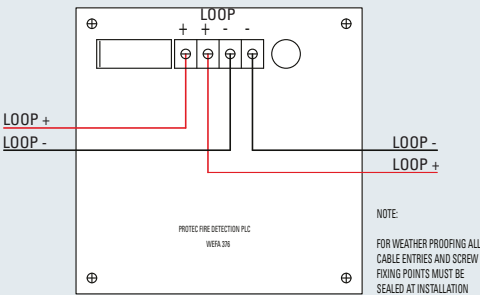 LOOP
+ + - -
LOOP +
LOOP -
LOOP -
LOOP +
PROTEC FIRE DETECTION PLC
WEFA 376
NOTE:
FOR WEATHER PROOFING ALL
CABLE ENTRIES AND SCREW
FIXING POINTS MUST BE
SEALED AT INSTALLATION